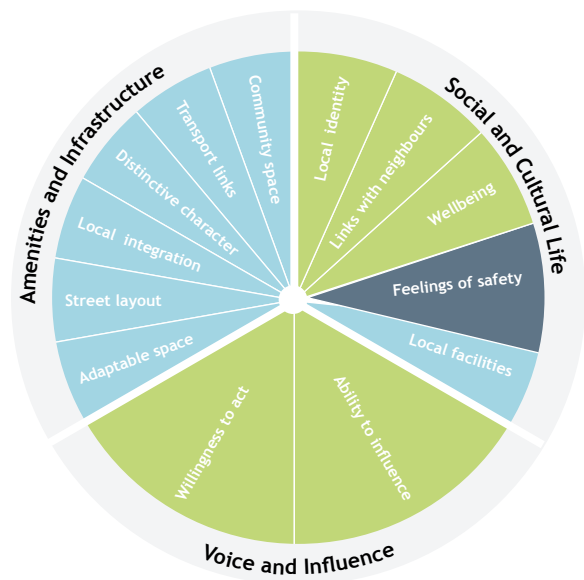 Amenities and Infrastructure
Community space
Transport links
Distinctive character
Local integration
Street layout
Adaptable space
Social and Cultural Life
Local identity
Links with neighbours
Wellbeing
Feelings of safety
Local facilities
Voice and Influence
Willingness to act
Ability to influence